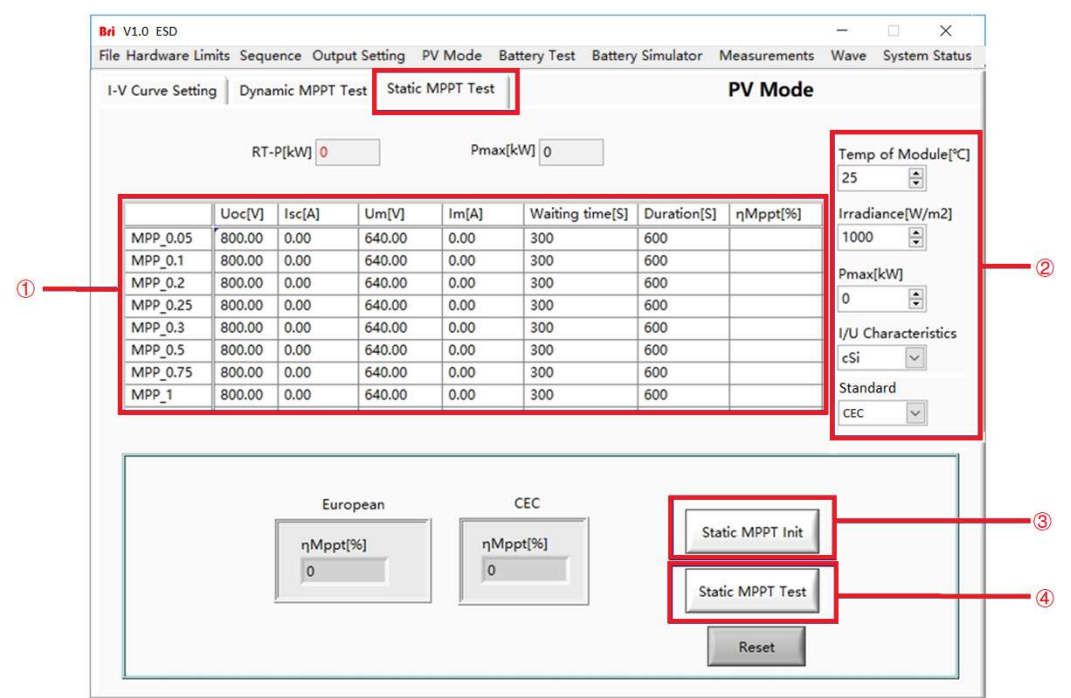 Bri V1.0 ESD
File Hardware Limits Sequence Output Setting PV Mode Battery Test Battery Simulator Measurements Wave System Status
I-V Curve Setting Dynamic MPPT Test Static MPPT Test PV Mode
RT-P[kW] 0 Pmax[kW] 0
Uoc[V] Isc[A] Um[V] Im[A] Waiting time[S] Duration[S] ηMppt[%]
MPP_0.05 800.00 0.00 640.00 0.00 300 600
MPP_0.1 800.00 0.00 640.00 0.00 300 600
MPP_0.2 800.00 0.00 640.00 0.00 300 600
MPP_0.25 800.00 0.00 640.00 0.00 300 600
MPP_0.3 800.00 0.00 640.00 0.00 300 600
MPP_0.5 800.00 0.00 640.00 0.00 300 600
MPP_0.75 800.00 0.00 640.00 0.00 300 600
MPP_1 800.00 0.00 640.00 0.00 300 600
①
Temp of Module[℃]
25
Irradiance[W/m2]
1000
Pmax[kW]
0
I/U Characteristics
cSi
Standard
CEC
②
European
ηMppt[%]
0
CEC
ηMppt[%]
0
Static MPPT Init
③
Static MPPT Test
④
Reset